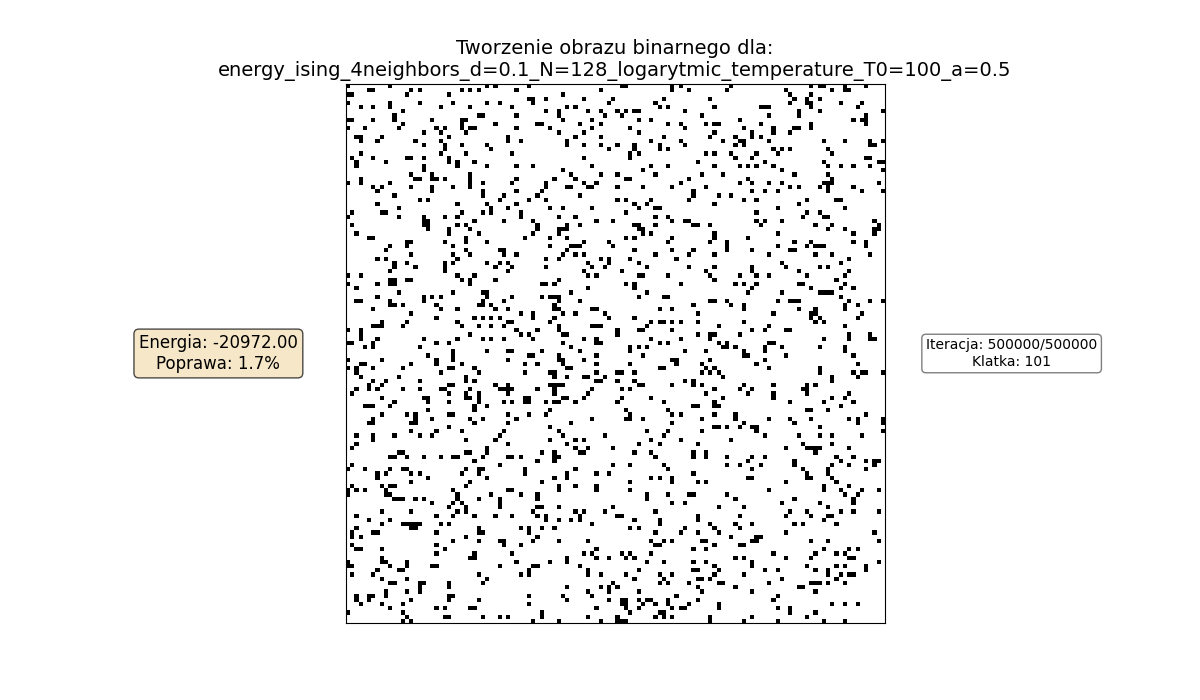 Tworzenie obrazu binarnego dla:
energy_ising_4neighbors_d=0.1_N=128_logarytmic_temperature_T0=100_a=0.5
Energia: -20972.00
Poprawa: 1.7%
Iteracja: 500000/500000
Klatka: 101